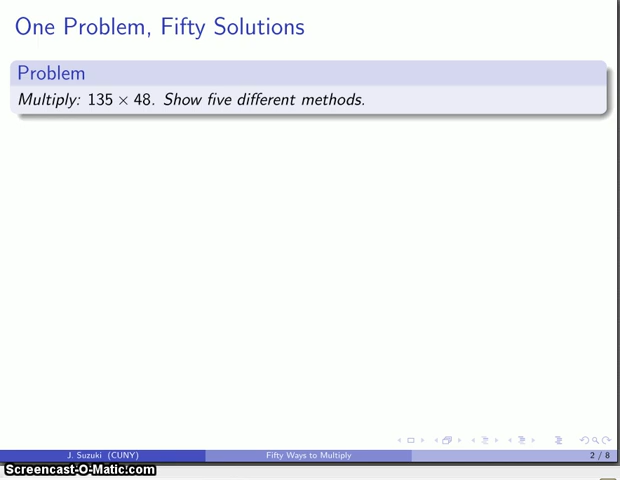 One Problem, Fifty Solutions
Problem
Multiply: 135 × 48. Show five different methods.
J. Suzuki (CUNY) Fifty Ways to Multiply 2 / 8
Screencast-O-Matic.com